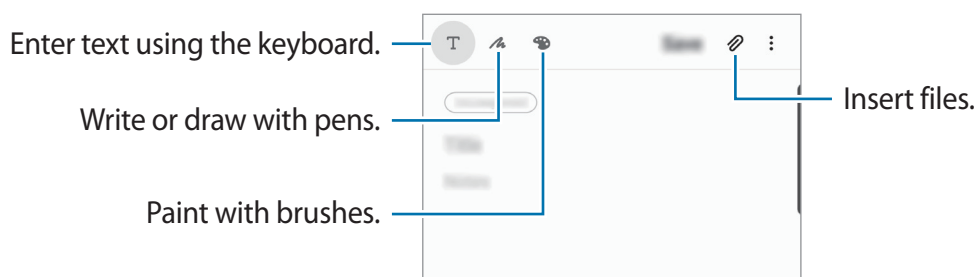 Enter text using the keyboard.
T
Write or draw with pens.
Insert files.
Paint with brushes.